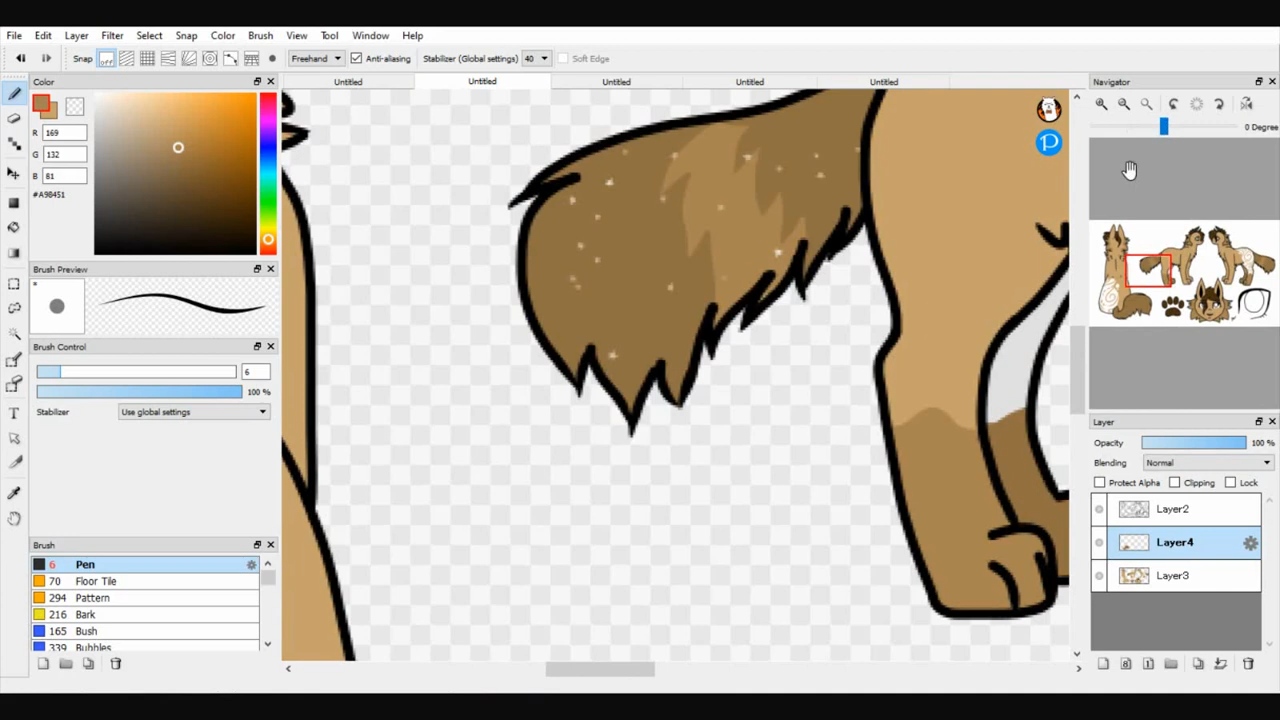 File Edit Layer Filter Select Snap Color Brush View Tool Window Help
Snap off Freehand Anti-aliasing Stabilizer (Global settings) 40 Soft Edge
Color
Untitled Untitled Untitled Untitled Untitled
Navigator
0 Degree
R 169
G 132
B 81
#A98451
Brush Preview
*
Brush Control
6
100 %
Stabilizer Use global settings
Brush
6 Pen
70 Floor Tile
294 Pattern
216 Bark
165 Bush
339 Bubbles
Layer
Opacity 100 %
Blending Normal
Protect Alpha Clipping Lock
Layer2
Layer4
Layer3
T
P